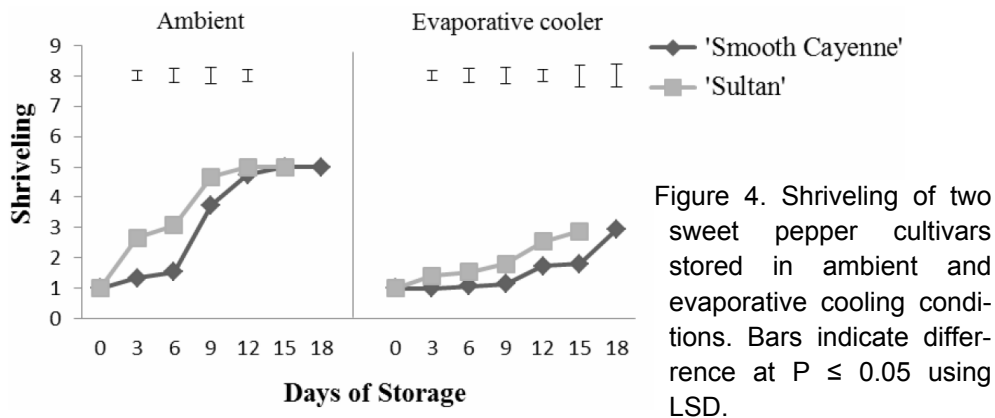 Ambient
Evaporative cooler
9
8
7
6
5
4
3
2
1
0
Shriveling
0 3 6 9 12 15 18
0 3 6 9 12 15 18
Days of Storage
'Smooth Cayenne'
'Sultan'
Figure 4. Shriveling of two
sweet pepper cultivars
stored in ambient and
evaporative cooling condi-
tions. Bars indicate differ-
rence at P ≤ 0.05 using
LSD.